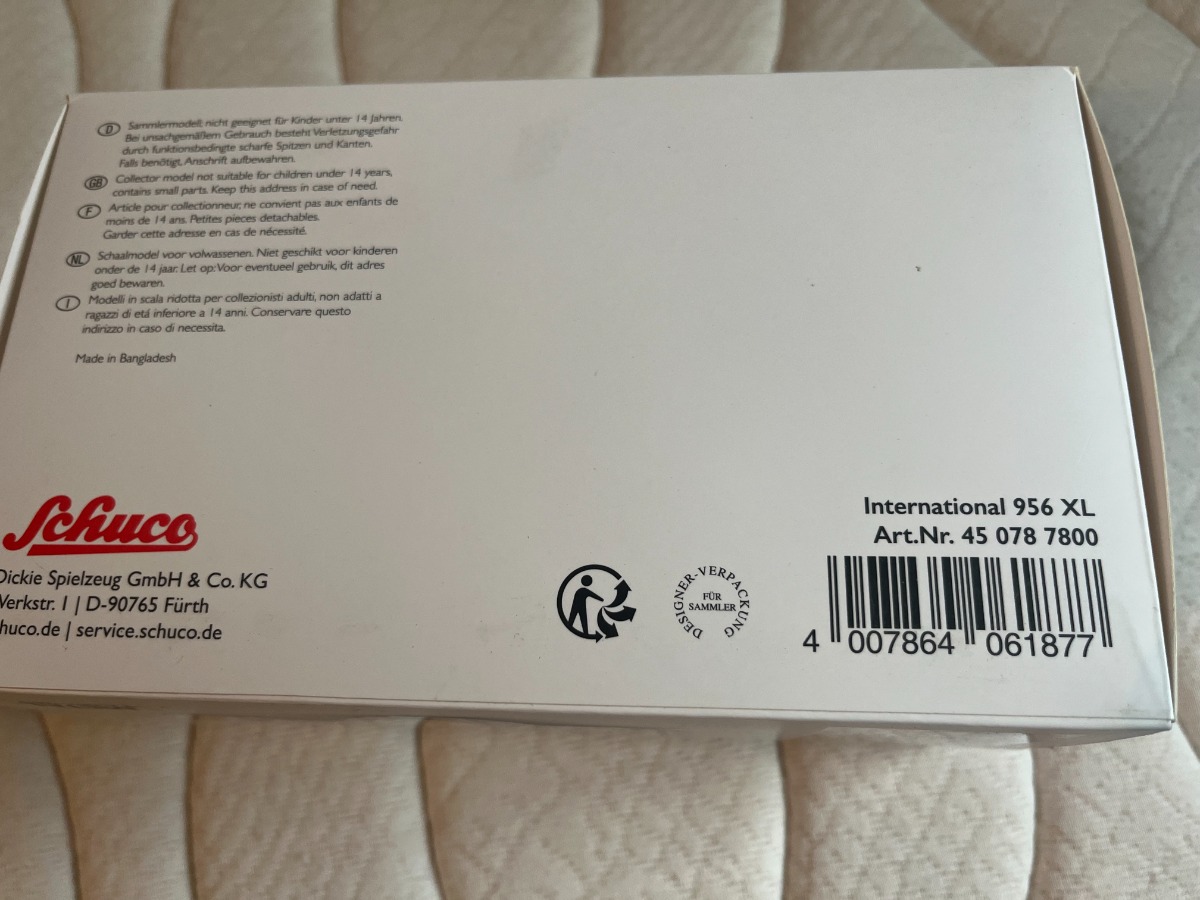 D Sammlermodell, nicht geeignet für Kinder unter 14 Jahren.
Bei unsachgemäßem Gebrauch besteht Verletzungsgefahr
durch funktionsbedingte scharfe Spitzen und Kanten.
Falls benötigt, Anschrift aufbewahren.
GB Collector model not suitable for children under 14 years,
contains small parts. Keep this address in case of need.
F Article pour collectionneur, ne convient pas aux enfants de
moins de 14 ans. Petites pieces detachables.
Garder cette adresse en cas de nécessité.
NL Schaalmodel voor volwassenen. Niet geschikt voor kinderen
onder de 14 jaar. Let op: Voor eventueel gebruik, dit adres
goed bewaren.
I Modelli in scala ridotta per collezionisti adulti, non adatti a
ragazzi di etá inferiore a 14 anni. Conservare questo
indirizzo in caso di necessita.
Made in Bangladesh
Schuco
Dickie Spielzeug GmbH & Co. KG
Werkstr. 1 | D-90765 Fürth
huco.de | service.schuco.de
DESIGNER-VERPACKUNG
FÜR
SAMMLER
International 956 XL
Art.Nr. 45 078 7800
4 007864 061877